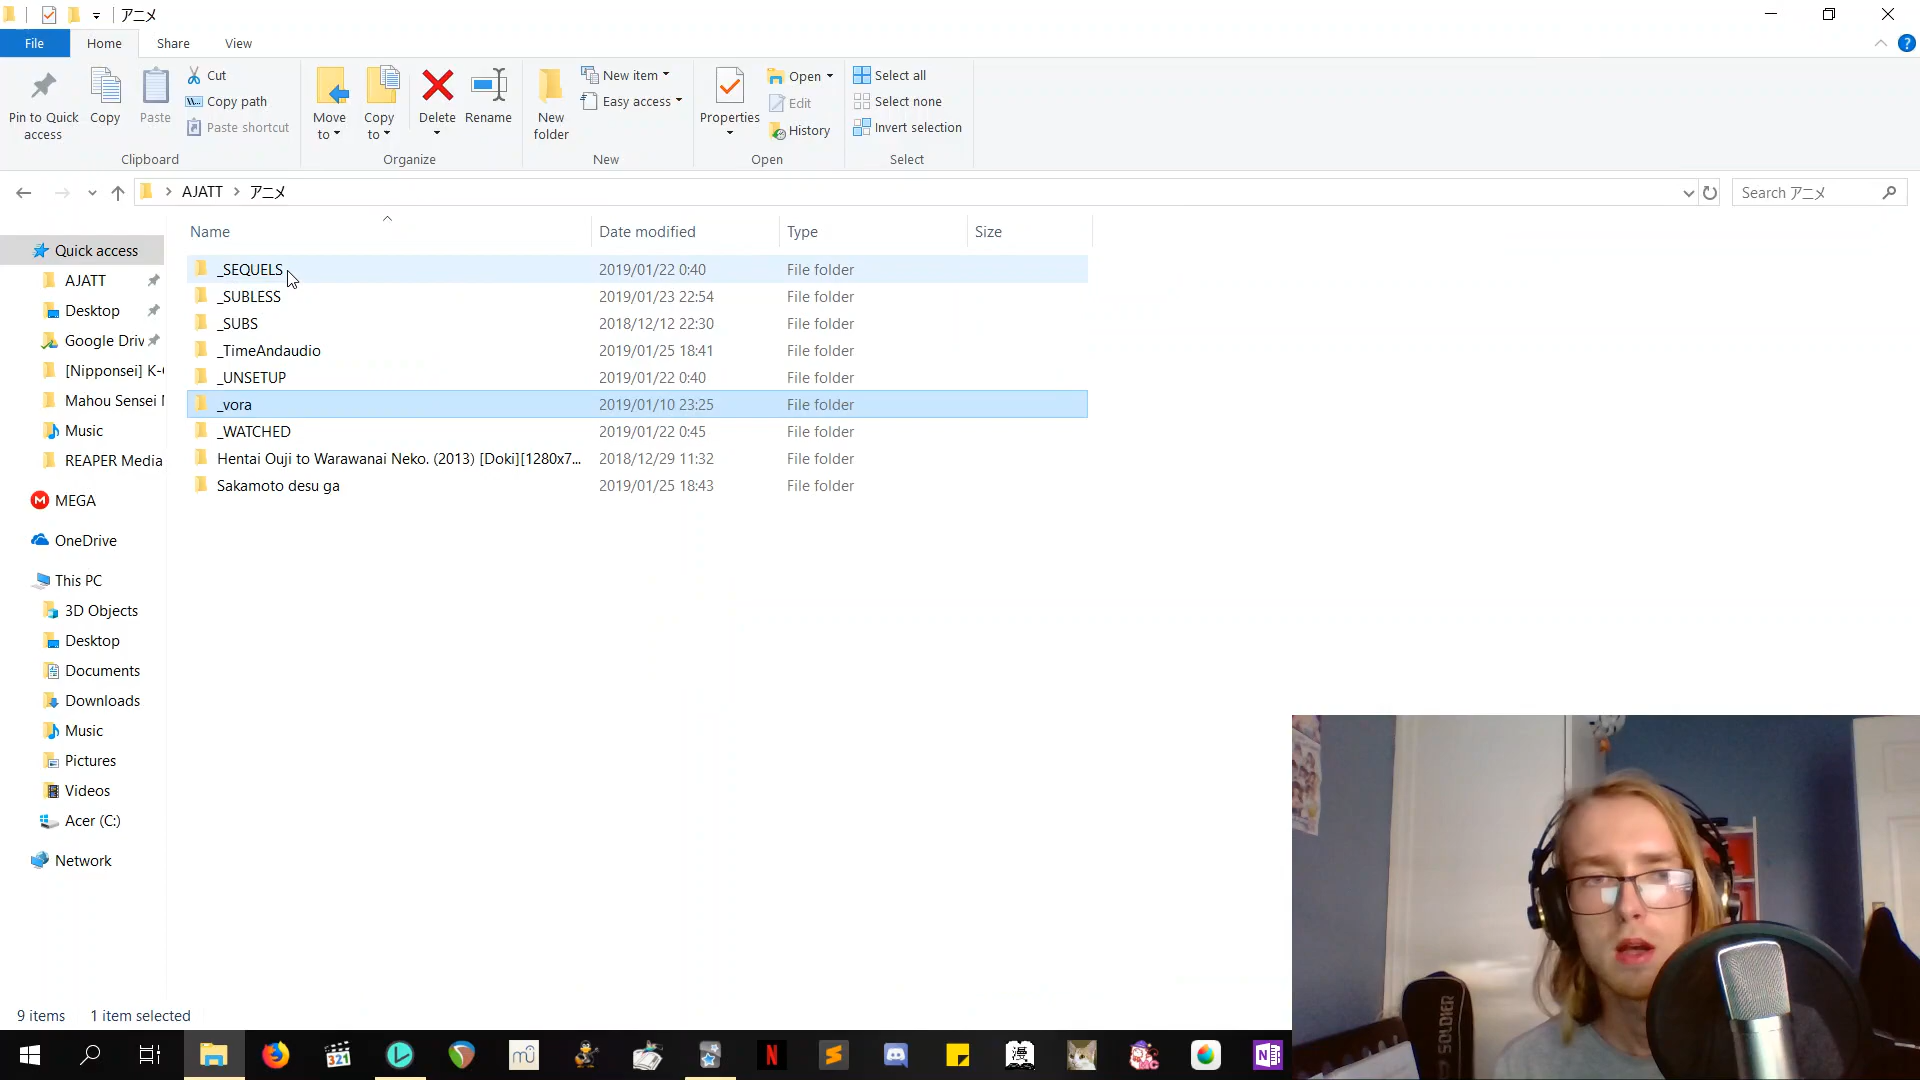 アニメ
File Home Share View
Pin to Quick access
Copy
Paste
Cut
Copy path
Paste shortcut
Clipboard
Move to
Copy to
Delete
Rename
Organize
New folder
New item
Easy access
New
Properties
Open
Edit
History
Open
Select all
Select none
Invert selection
Select
AJATT アニメ
Search アニメ
Name Date modified Type Size
Quick access
AJATT
Desktop
Google Driv
[Nipponsei] K-
Mahou Sensei
Music
REAPER Media
MEGA
OneDrive
This PC
3D Objects
Desktop
Documents
Downloads
Music
Pictures
Videos
Acer (C:)
Network
_SEQUELS 2019/01/22 0:40 File folder
_SUBLESS 2019/01/23 22:54 File folder
_SUBS 2018/12/12 22:30 File folder
_TimeAndaudio 2019/01/25 18:41 File folder
_UNSETUP 2019/01/22 0:40 File folder
_vora 2019/01/10 23:25 File folder
_WATCHED 2019/01/22 0:45 File folder
Hentai Ouji to Warawanai Neko. (2013) [Doki][1280x7... 2018/12/29 11:32 File folder
Sakamoto desu ga 2019/01/25 18:43 File folder
9 items 1 item selected
321
mu
N
S
漫
N
SOLDIER